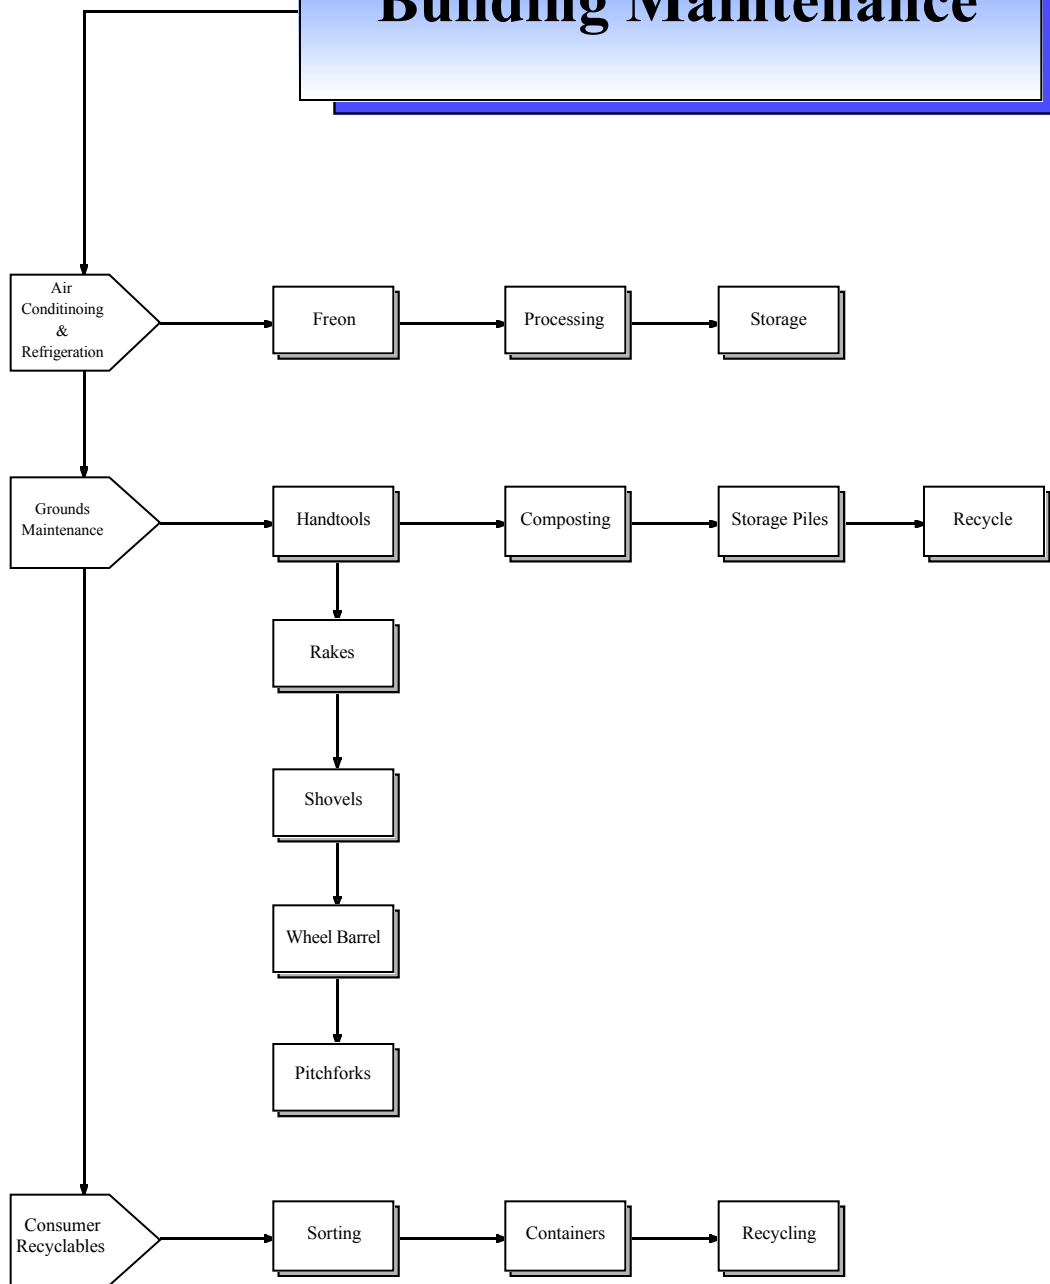 Building Maintenance
Air
Conditinoing
&
Refrigeration
Freon
Processing
Storage
Grounds
Maintenance
Handtools
Composting
Storage Piles
Recycle
Rakes
Shovels
Wheel Barrel
Pitchforks
Consumer
Recyclables
Sorting
Containers
Recycling